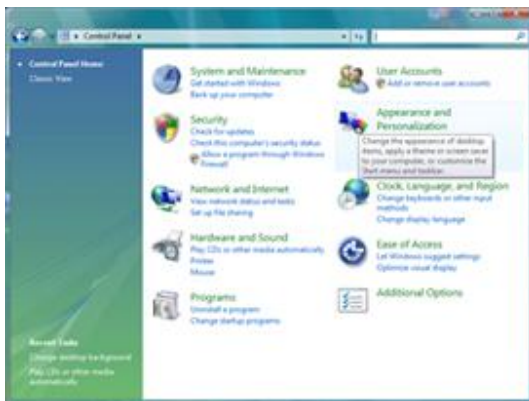 Control Panel
Control Panel Home
Classic View
System and Maintenance
Get started with Windows
Back up your computer
Security
Check for updates
Check this computer's security status
Allow a program through Windows
Firewall
Network and Internet
View network status and tasks
Set up file sharing
Hardware and Sound
Play CDs or other media automatically
Printer
Mouse
Programs
Uninstall a program
Change startup programs
User Accounts
Add or remove user accounts
Appearance and
Personalization
Change the appearance of desktop
items, apply a theme or screen saver
to your computer, or customize the
Start menu and taskbar.
Clock, Language, and Region
Change keyboards or other input
methods
Change display language
Ease of Access
Let Windows suggest settings
Optimize visual display
Additional Options
Recent Tasks
Change desktop background
Play CDs or other media
automatically